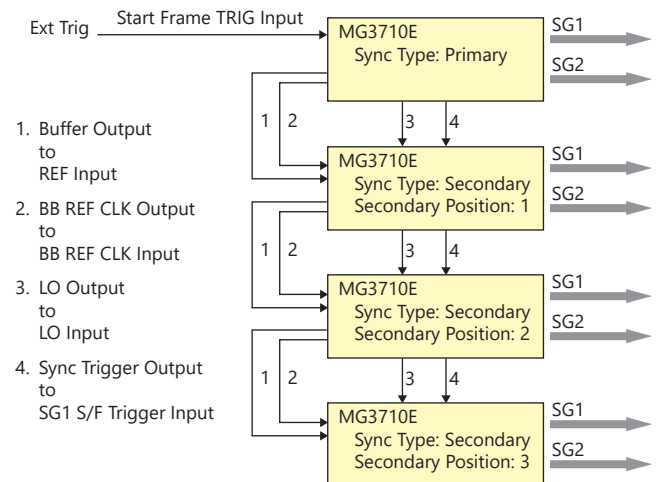 Ext Trig
Start Frame TRIG Input
MG3710E
Sync Type: Primary
SG1
SG2
1
2
3
4
1. Buffer Output
to
REF Input
2. BB REF CLK Output
to
BB REF CLK Input
3. LO Output
to
LO Input
4. Sync Trigger Output
to
SG1 S/F Trigger Input
MG3710E
Sync Type: Secondary
Secondary Position: 1
SG1
SG2
1
2
3
4
MG3710E
Sync Type: Secondary
Secondary Position: 2
SG1
SG2
1
2
3
4
MG3710E
Sync Type: Secondary
Secondary Position: 3
SG1
SG2